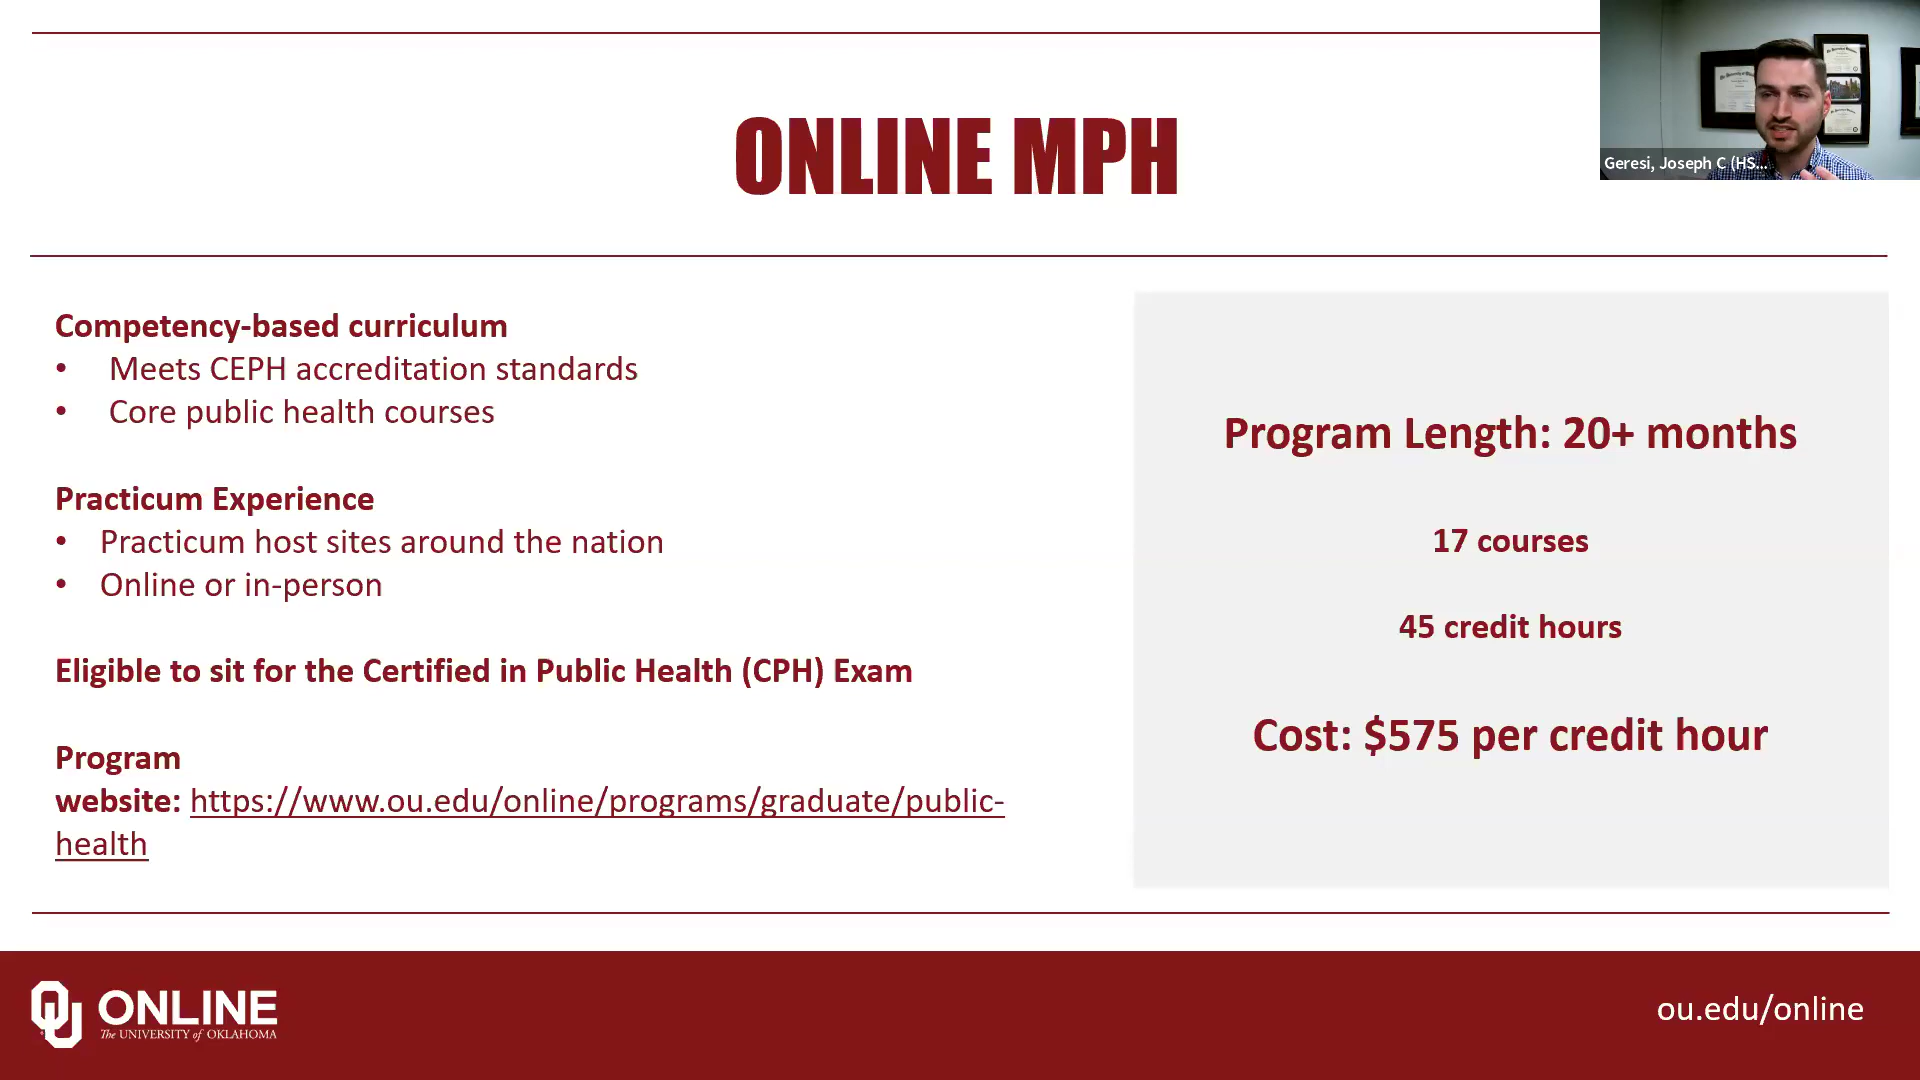 ONLINE MPH
Geresi, Joseph C (HS...
Competency-based curriculum
• Meets CEPH accreditation standards
• Core public health courses
Practicum Experience
• Practicum host sites around the nation
• Online or in-person
Eligible to sit for the Certified in Public Health (CPH) Exam
Program
website: https://www.ou.edu/online/programs/graduate/public-
health
Program Length: 20+ months
17 courses
45 credit hours
Cost: $575 per credit hour
OU ONLINE
The UNIVERSITY of OKLAHOMA
ou.edu/online